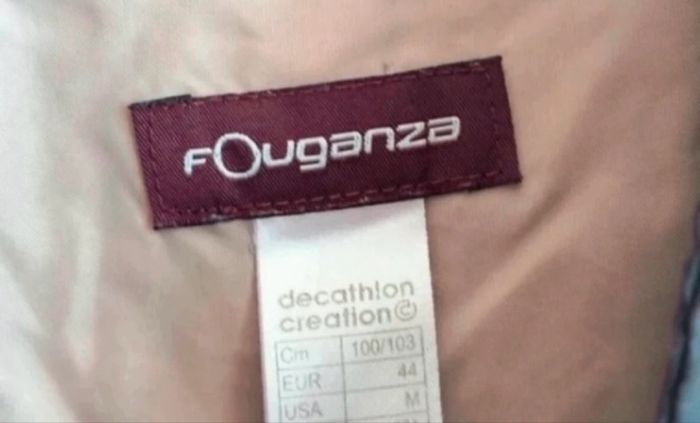 FOuganza
decathlon
creation©
Cm 100/103
EUR 44
USA M